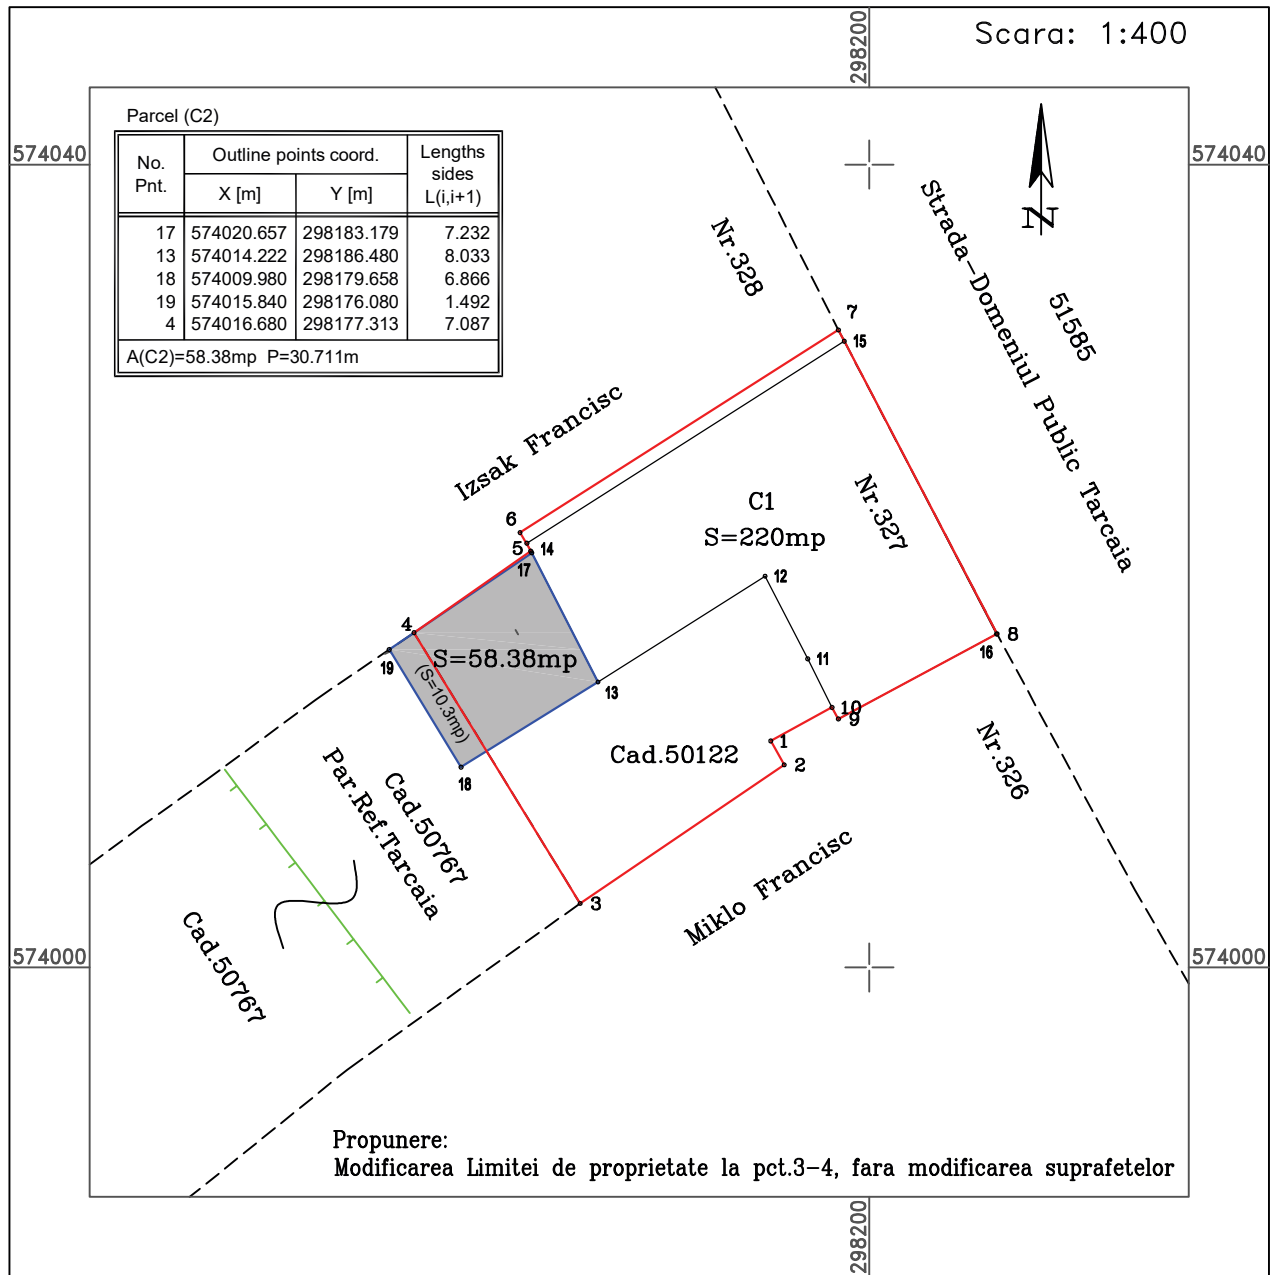 Scara: 1:400
298200
574040
574040
Parcel (C2)
No. Pnt. Outline points coord. Lengths sides L(i,i+1)
X [m] Y [m]
17 574020.657 298183.179 7.232
13 574014.222 298186.480 8.033
18 574009.980 298179.658 6.866
19 574015.840 298176.080 1.492
4 574016.680 298177.313 7.087
A(C2)=58.38mp P=30.711m
N
Strada-Domeniul Public Tarcaia
51585
Nr.328
7
15
Izsak Francisc
Nr.327
C1
S=220mp
6
5
14
17
12
4
8
16
19
S=58.38mp
(S=10.3mp)
11
13
10
9
1
2
Cad.50122
18
Nr.326
Cad.50767
Par.Ref.Tarcaia
Miklo Francisc
3
Cad.50767
574000
574000
Propunere:
Modificarea Limitei de proprietate la pct.3-4, fara modificarea suprafetelor
298200